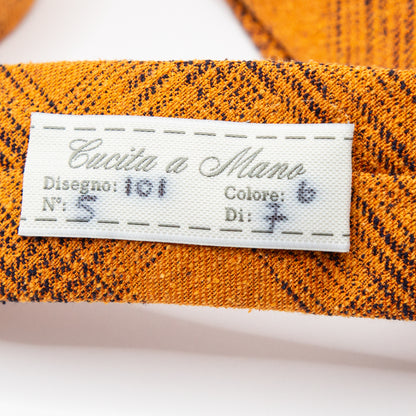 Cucita a Mano
Disegno: 101 Colore: 6
N°: 5 Di: 7